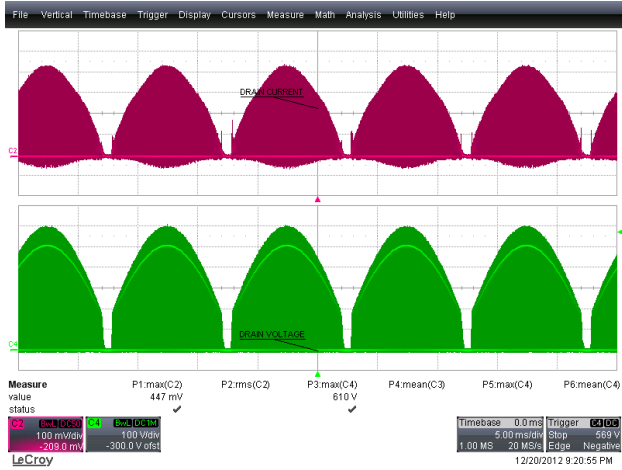 File Vertical Timebase Trigger Display Cursors Measure Math Analysis Utilities Help
DRAIN CURRENT
C2
DRAIN VOLTAGE
C4
Measure P1:max(C2) P2:rms(C2) P3:max(C4) P4:mean(C3) P5:max(C4) P6:mean(C4)
value 447 mV 610 V
status
C2 BwL DC50 C4 BwL DC1M Timebase 0.0 ms Trigger C4 DC
100 mV/div 100 V/div 5.00 ms/div Stop 569 V
-209.0 mV -300.0 V ofst 1.00 MS 20 MS/s Edge Negative
LeCroy 12/20/2012 9:20:55 PM